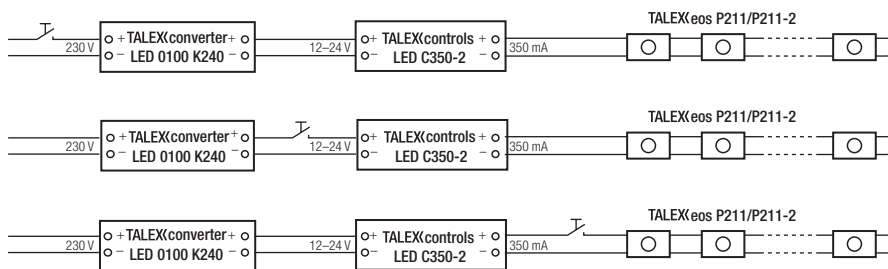 TALEX eos P211/P211-2
230 V + TALEX converter + 12–24 V + TALEX controls + 350 mA
– LED 0100 K240 – – LED C350-2 –
TALEX eos P211/P211-2
230 V + TALEX converter + 12–24 V + TALEX controls + 350 mA
– LED 0100 K240 – – LED C350-2 –
TALEX eos P211/P211-2
230 V + TALEX converter + 12–24 V + TALEX controls + 350 mA
– LED 0100 K240 – – LED C350-2 –